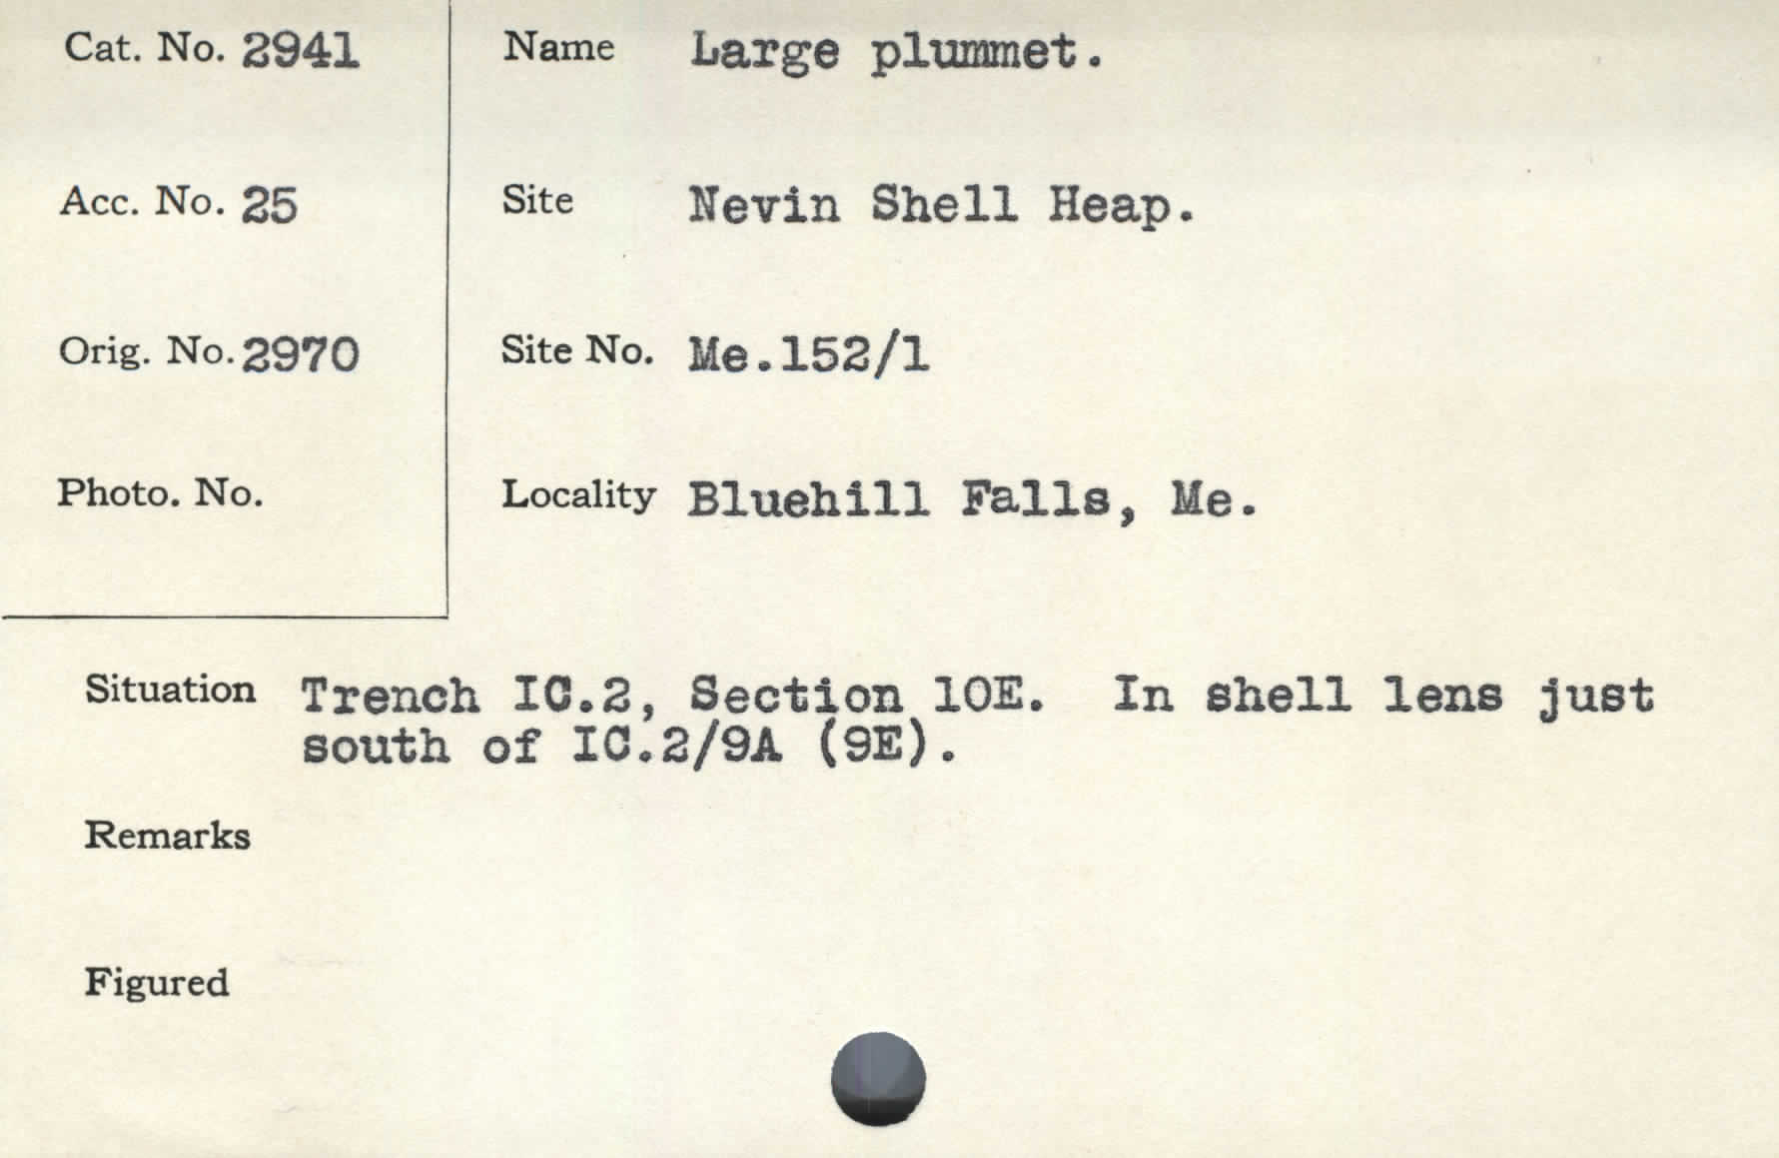 Cat. No. 2941
Acc. No. 25
Orig. No. 2970
Photo. No.
Name Large plummet.
Site Nevin Shell Heap.
Site No. Me.152/1
Locality Bluehill Falls, Me.
Situation Trench IC.2, Section 10E. In shell lens just
south of IC.2/9A (9E).
Remarks
Figured